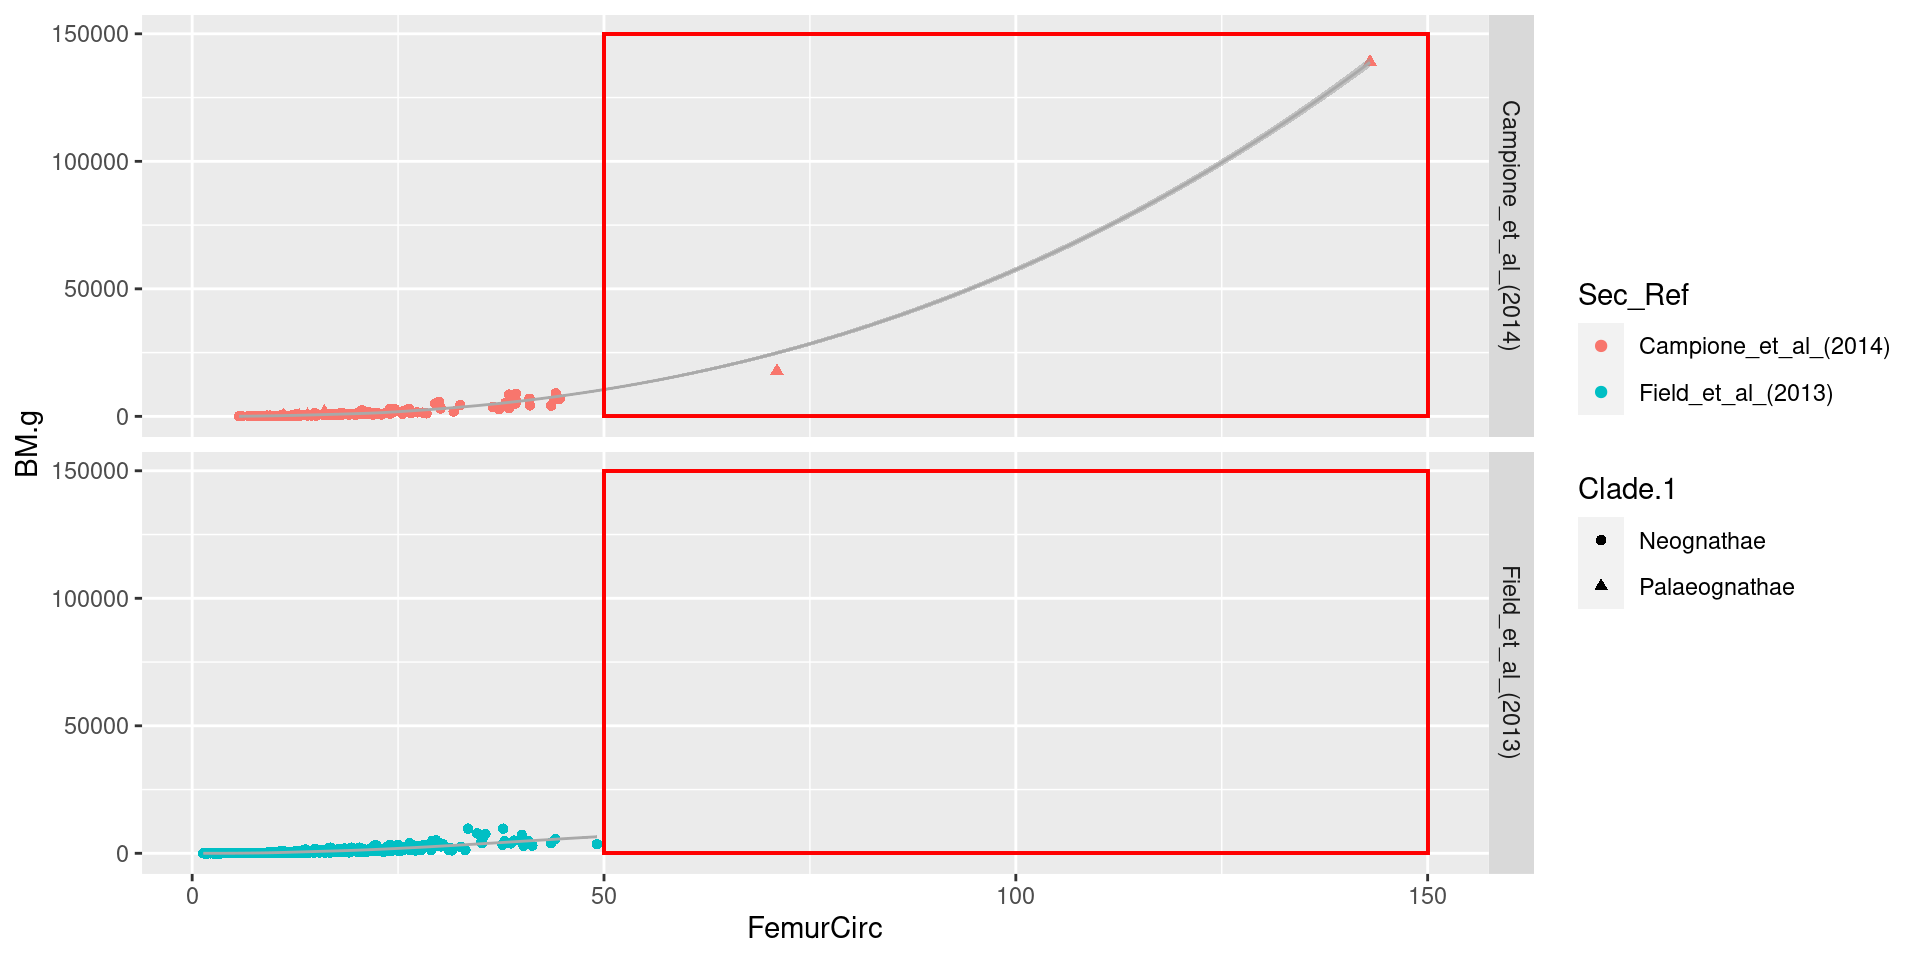 150000
100000
50000
0
Campione_et_al_(2014)
150000
100000
50000
0
Field_et_al_(2013)
BM.g
0
50
100
150
FemurCirc
Sec_Ref
Campione_et_al_(2014)
Field_et_al_(2013)
Clade.1
Neognathae
Palaeognathae